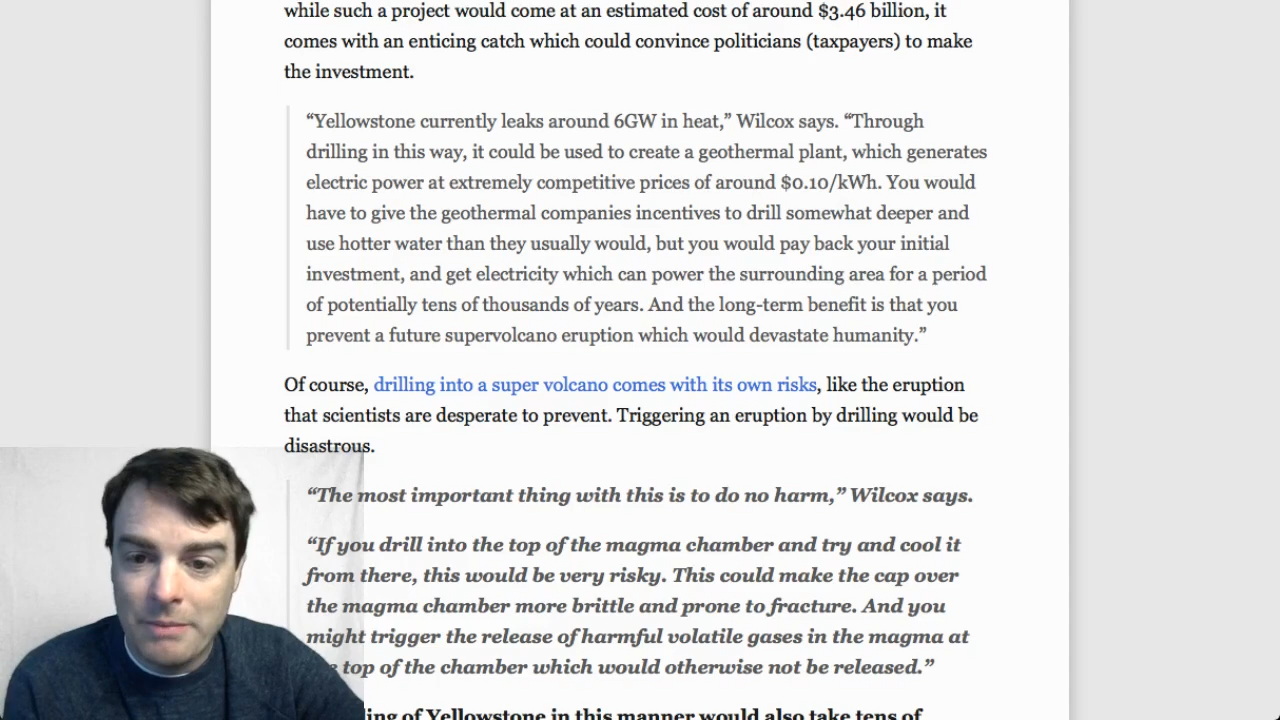 while such a project would come at an estimated cost of around $3.46 billion, it
comes with an enticing catch which could convince politicians (taxpayers) to make
the investment.
“Yellowstone currently leaks around 6GW in heat,” Wilcox says. “Through
drilling in this way, it could be used to create a geothermal plant, which generates
electric power at extremely competitive prices of around $0.10/kWh. You would
have to give the geothermal companies incentives to drill somewhat deeper and
use hotter water than they usually would, but you would pay back your initial
investment, and get electricity which can power the surrounding area for a period
of potentially tens of thousands of years. And the long-term benefit is that you
prevent a future supervolcano eruption which would devastate humanity.”
Of course, drilling into a super volcano comes with its own risks, like the eruption
that scientists are desperate to prevent. Triggering an eruption by drilling would be
disastrous.
“The most important thing with this is to do no harm,” Wilcox says.
“If you drill into the top of the magma chamber and try and cool it
from there, this would be very risky. This could make the cap over
the magma chamber more brittle and prone to fracture. And you
might trigger the release of harmful volatile gases in the magma at
top of the chamber which would otherwise not be released.”
of Yellowstone in this manner would also take tens of